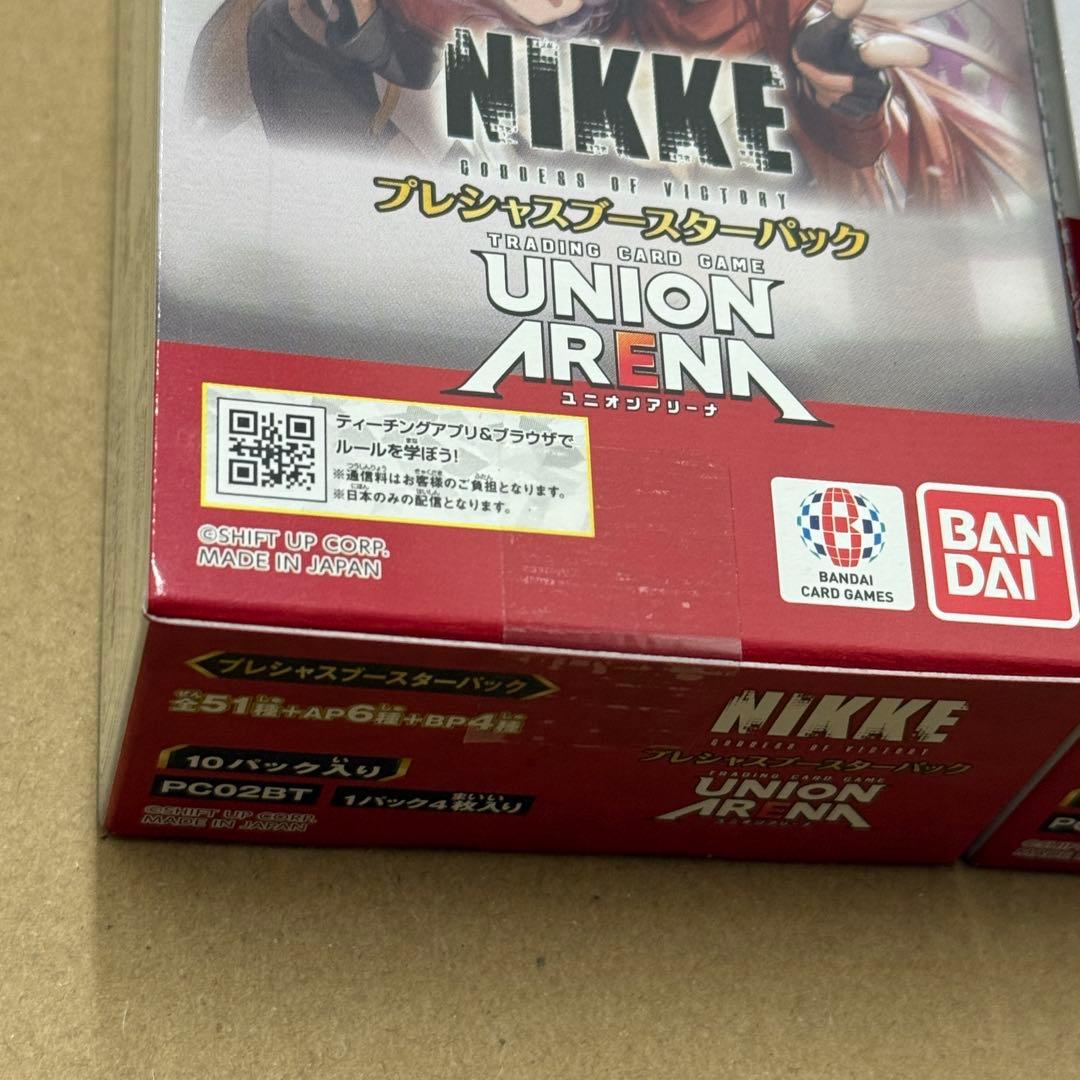 NIKKE
GODDESS OF VICTORY
プレシャスブースターパック
TRADING CARD GAME
UNION
ARENA
ユニオンアリーナ
ティーチングアプリ&ブラウザで
ルールを学ぼう!
※通信料はお客様のご負担となります。
※日本のみの配信となります。
©SHIFT UP CORP.
MADE IN JAPAN
BANDAI
CARD GAMES
BAN
DAI
プレシャスブースターパック
全51種+AP6種+BP4種
10パック入り
PC02BT
1パック4枚入り
©SHIFT UP CORP.
MADE IN JAPAN
NIKKE
GODDESS OF VICTORY
プレシャスブースターパック
TRADING CARD GAME
UNION
ARENA
ユニオンアリーナ